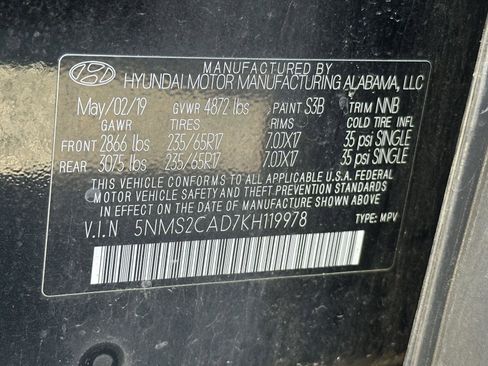 MANUFACTURED BY
HYUNDAI MOTOR MANUFACTURING ALABAMA, LLC
May/02/19 GVWR 4872 lbs PAINT S3B TRIM NNB
GAWR TIRES RIMS COLD TIRE INFL
FRONT 2866 lbs 235/65R17 7.0JX17 35 psi SINGLE
REAR 3075 lbs 235/65R17 7.0JX17 35 psi SINGLE
THIS VEHICLE CONFORMS TO ALL APPLICABLE U.S.A. FEDERAL
MOTOR VEHICLE SAFETY AND THEFT PREVENTION STANDARDS
IN EFFECT ON THE DATE OF MANUFACTURE SHOWN ABOVE.
V.I.N 5NMS2CAD7KH119978 TYPE: MPV